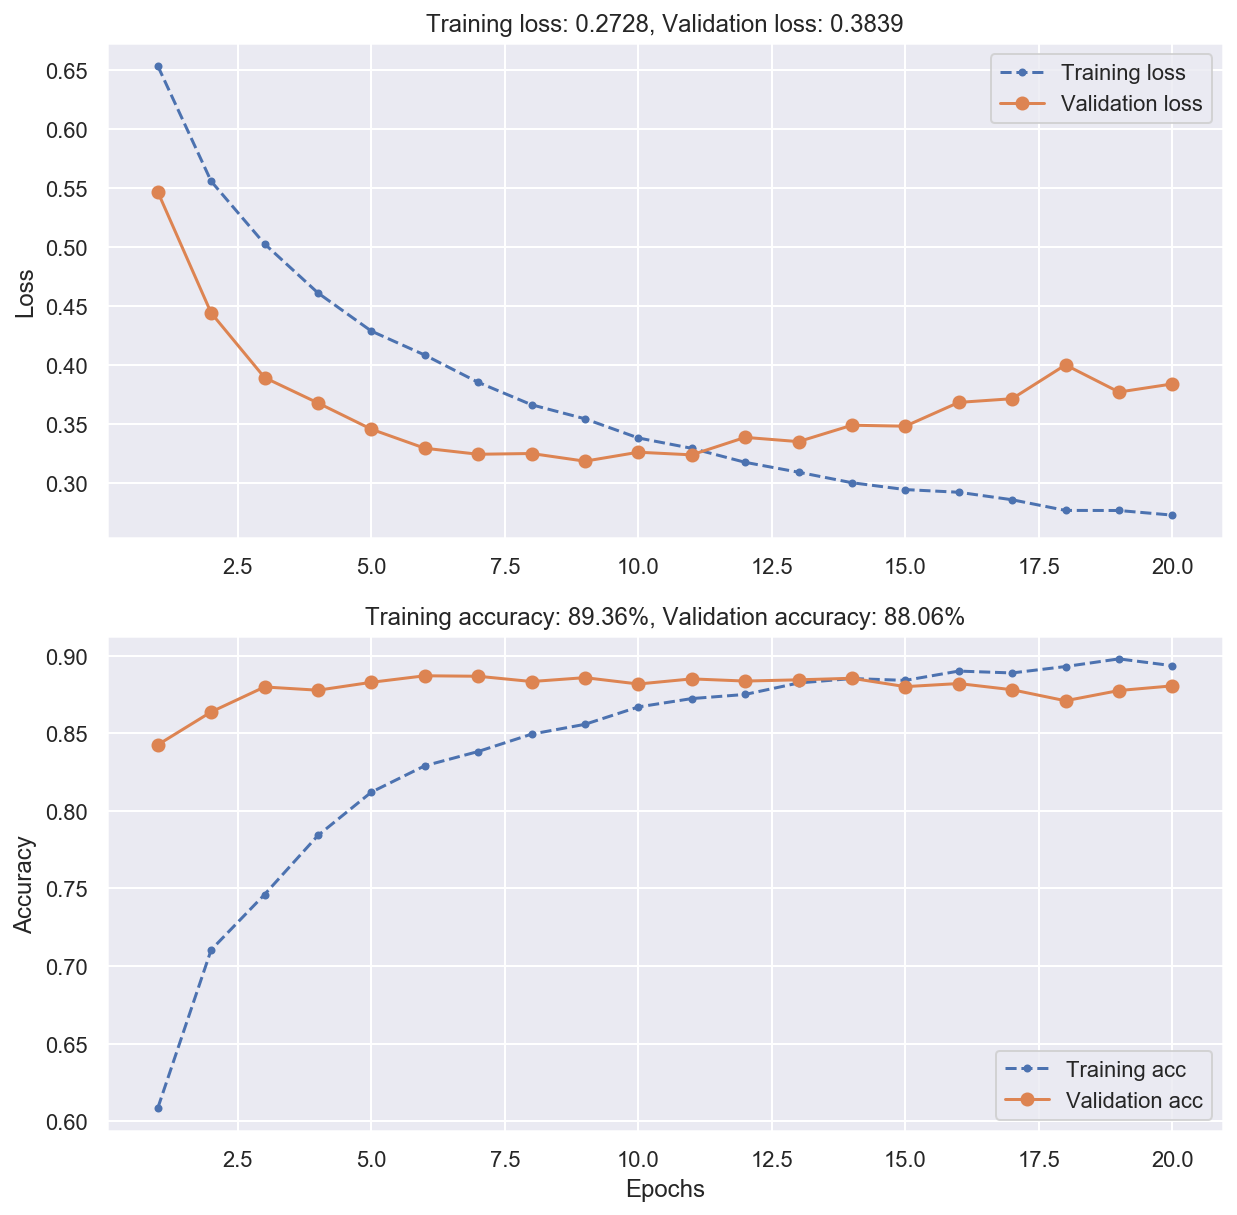 Training loss: 0.2728, Validation loss: 0.3839
0.65
0.60
0.55
0.50
0.45
0.40
0.35
0.30
Loss
Training loss
Validation loss
2.5 5.0 7.5 10.0 12.5 15.0 17.5 20.0
Training accuracy: 89.36%, Validation accuracy: 88.06%
0.90
0.85
0.80
0.75
0.70
0.65
0.60
Accuracy
Training acc
Validation acc
2.5 5.0 7.5 10.0 12.5 15.0 17.5 20.0
Epochs